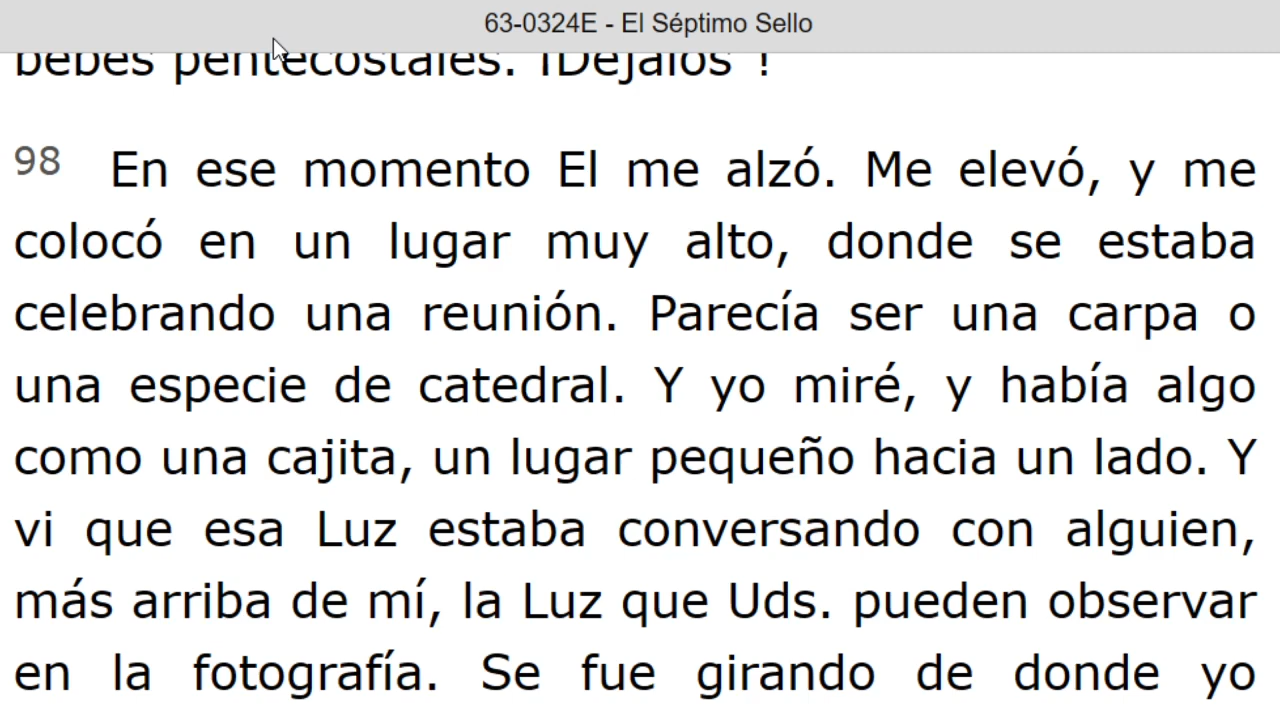 63-0324E - El Séptimo Sello
bebés pentecostales. ¡Déjalos”!
98 En ese momento El me alzó. Me elevó, y me
colocó en un lugar muy alto, donde se estaba
celebrando una reunión. Parecía ser una carpa o
una especie de catedral. Y yo miré, y había algo
como una cajita, un lugar pequeño hacia un lado. Y
vi que esa Luz estaba conversando con alguien,
más arriba de mí, la Luz que Uds. pueden observar
en la fotografía. Se fue girando de donde yo